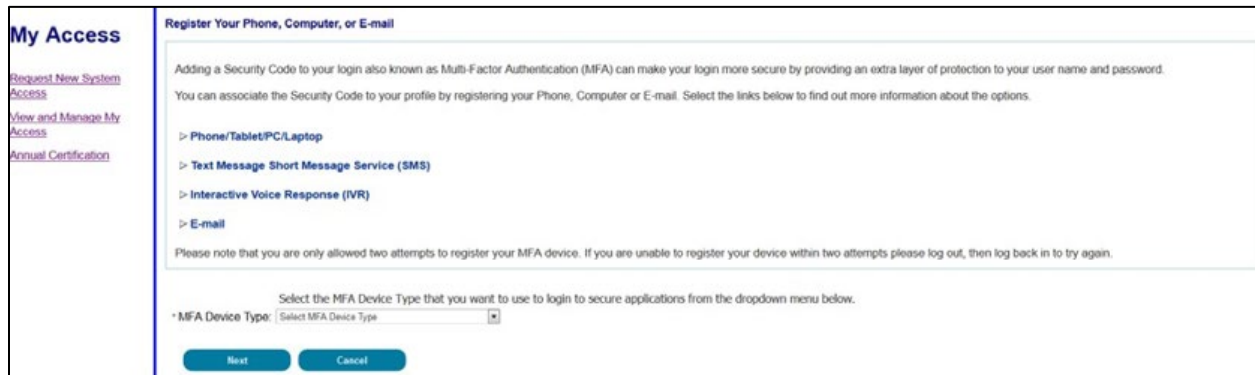 My Access
Request New System
Access
View and Manage My
Access
Annual Certification
Register Your Phone, Computer, or E-mail
Adding a Security Code to your login also known as Multi-Factor Authentication (MFA) can make your login more secure by providing an extra layer of protection to your user name and password.
You can associate the Security Code to your profile by registering your Phone, Computer or E-mail. Select the links below to find out more information about the options.
Phone/Tablet/PC/Laptop
Text Message Short Message Service (SMS)
Interactive Voice Response (IVR)
E-mail
Please note that you are only allowed two attempts to register your MFA device. If you are unable to register your device within two attempts please log out, then log back in to try again.
Select the MFA Device Type that you want to use to login to secure applications from the dropdown menu below.
* MFA Device Type: Select MFA Device Type
Next Cancel